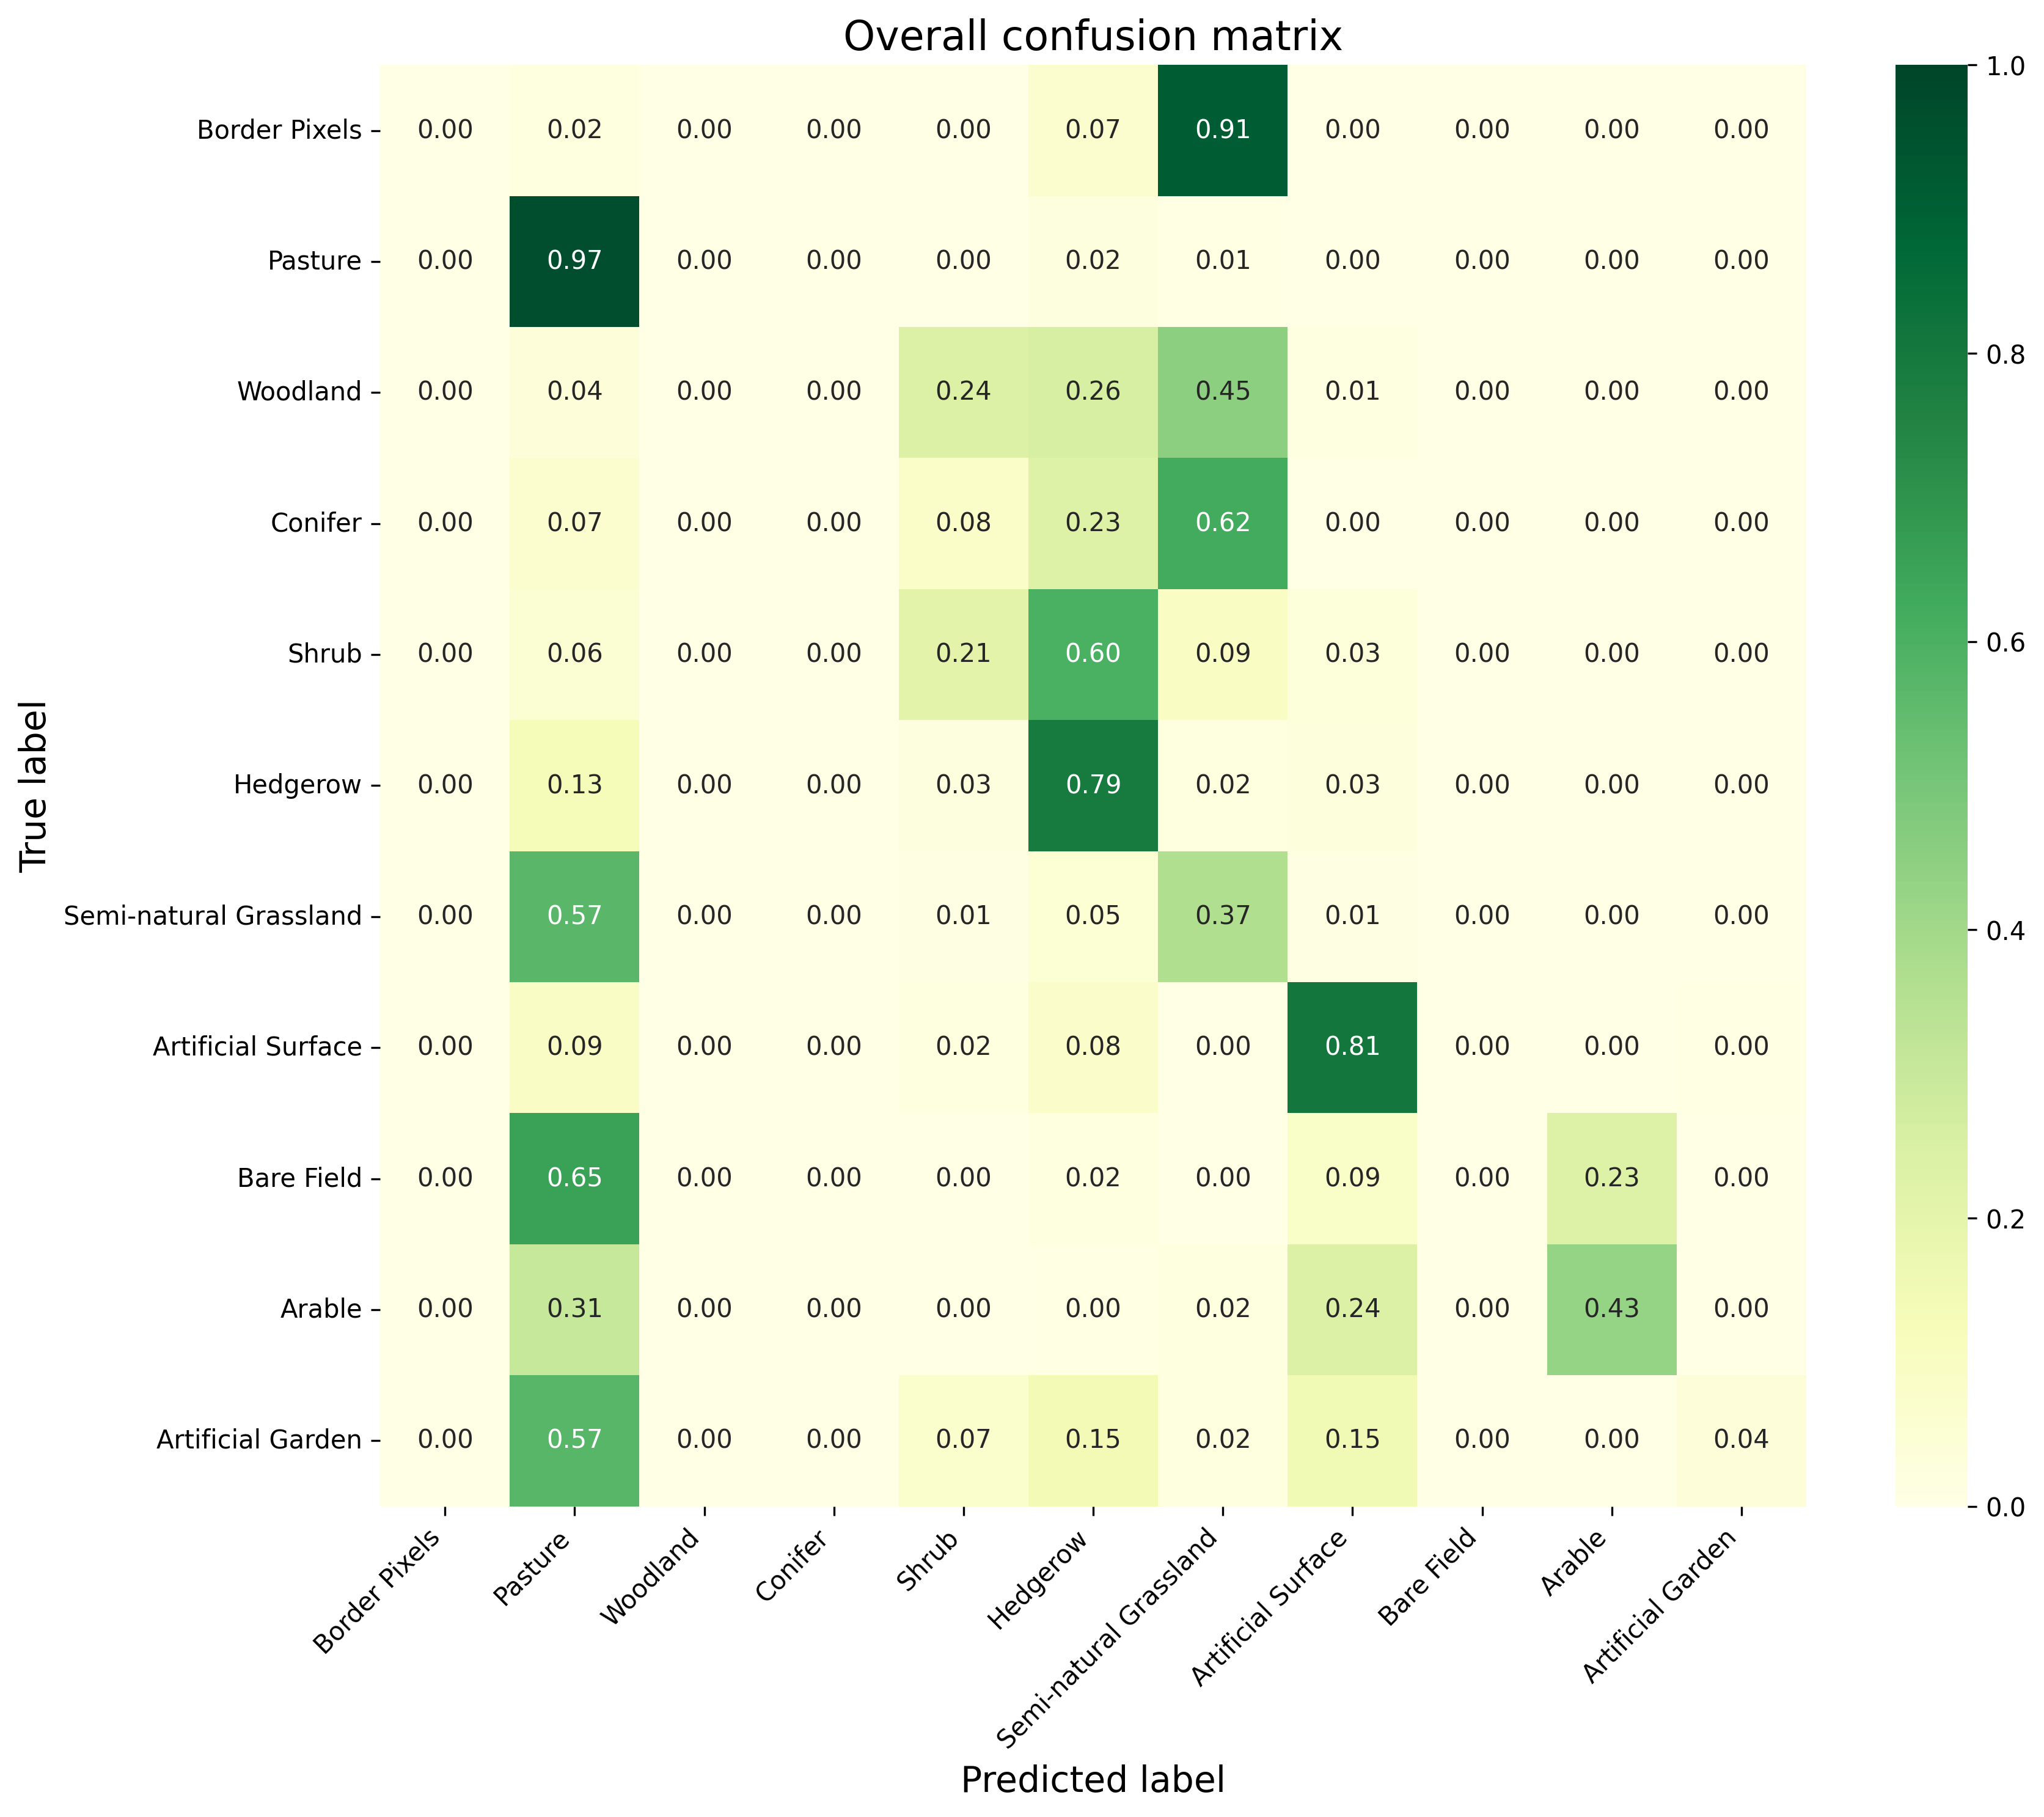 Overall confusion matrix
1.0
Border Pixels 0.00 0.02 0.00 0.00 0.00 0.07 0.91 0.00 0.00 0.00 0.00
Pasture 0.00 0.97 0.00 0.00 0.00 0.02 0.01 0.00 0.00 0.00 0.00
0.8
Woodland 0.00 0.04 0.00 0.00 0.24 0.26 0.45 0.01 0.00 0.00 0.00
Conifer 0.00 0.07 0.00 0.00 0.08 0.23 0.62 0.00 0.00 0.00 0.00
0.6
Shrub 0.00 0.06 0.00 0.00 0.21 0.60 0.09 0.03 0.00 0.00 0.00
True label
Hedgerow 0.00 0.13 0.00 0.00 0.03 0.79 0.02 0.03 0.00 0.00 0.00
Semi-natural Grassland 0.00 0.57 0.00 0.00 0.01 0.05 0.37 0.01 0.00 0.00 0.00
0.4
Artificial Surface 0.00 0.09 0.00 0.00 0.02 0.08 0.00 0.81 0.00 0.00 0.00
Bare Field 0.00 0.65 0.00 0.00 0.00 0.02 0.00 0.09 0.00 0.23 0.00
0.2
Arable 0.00 0.31 0.00 0.00 0.00 0.00 0.02 0.24 0.00 0.43 0.00
Artificial Garden 0.00 0.57 0.00 0.00 0.07 0.15 0.02 0.15 0.00 0.00 0.04
0.0
Border Pixels
Pasture
Woodland
Conifer
Shrub
Hedgerow
Semi-natural Grassland
Artificial Surface
Bare Field
Arable
Artificial Garden
Predicted label